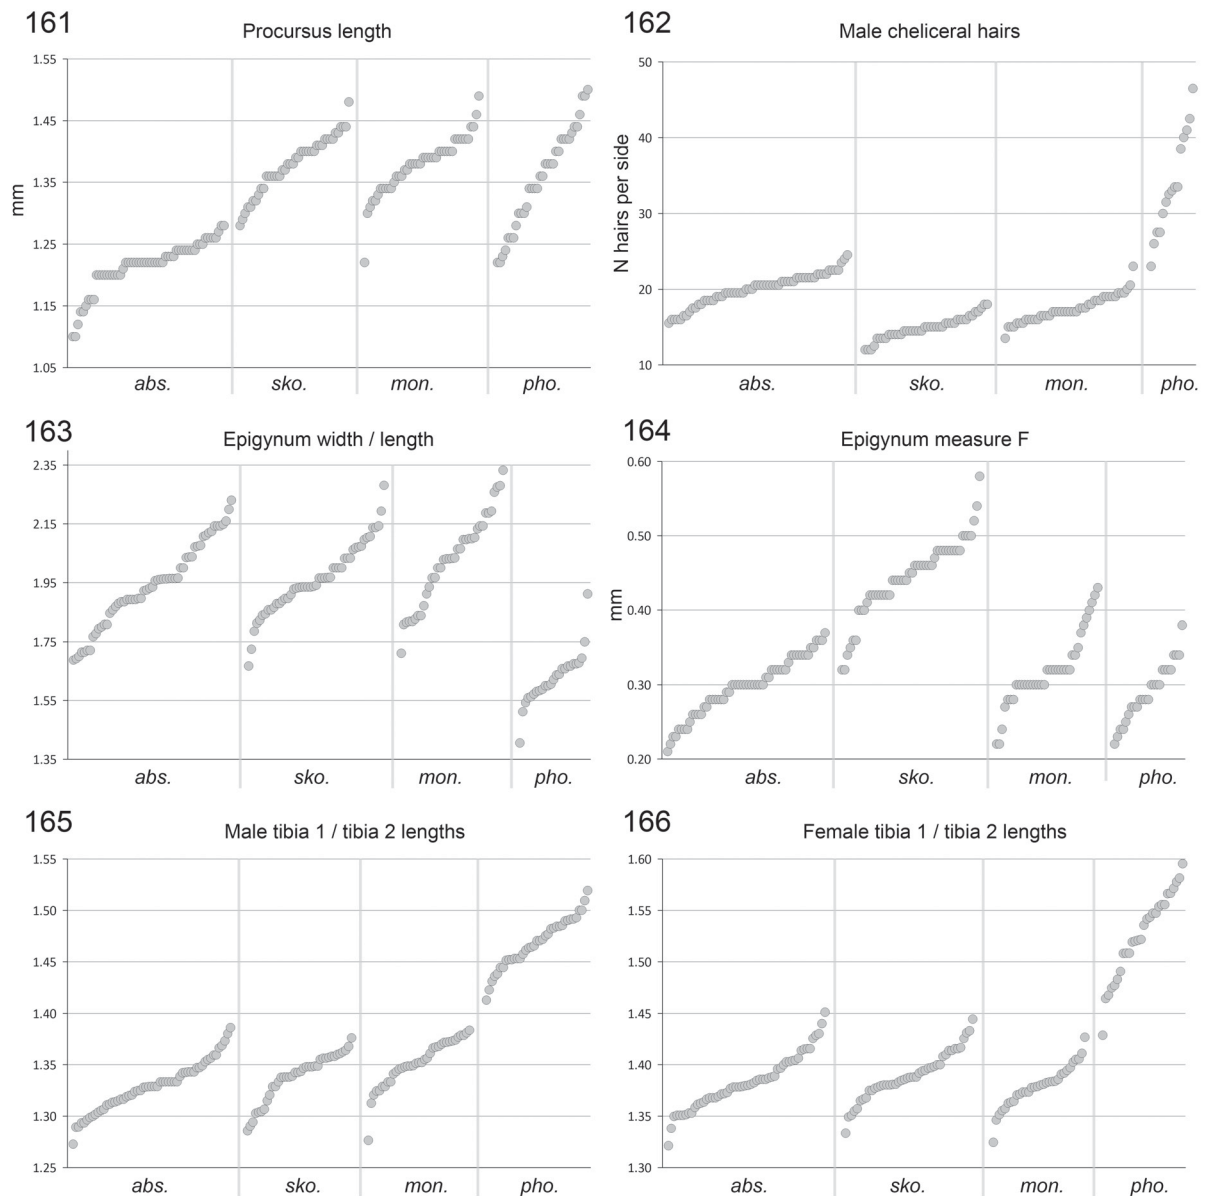 161
Procursus length
mm
1.55
1.45
1.35
1.25
1.15
1.05
abs. sko. mon. pho.
162
Male cheliceral hairs
N hairs per side
50
40
30
20
10
abs. sko. mon. pho.
163
Epigynum width / length
2.35
2.15
1.95
1.75
1.55
1.35
abs. sko. mon. pho.
164
Epigynum measure F
mm
0.60
0.50
0.40
0.30
0.20
abs. sko. mon. pho.
165
Male tibia 1 / tibia 2 lengths
1.55
1.50
1.45
1.40
1.35
1.30
1.25
abs. sko. mon. pho.
166
Female tibia 1 / tibia 2 lengths
1.60
1.55
1.50
1.45
1.40
1.35
1.30
abs. sko. mon. pho.